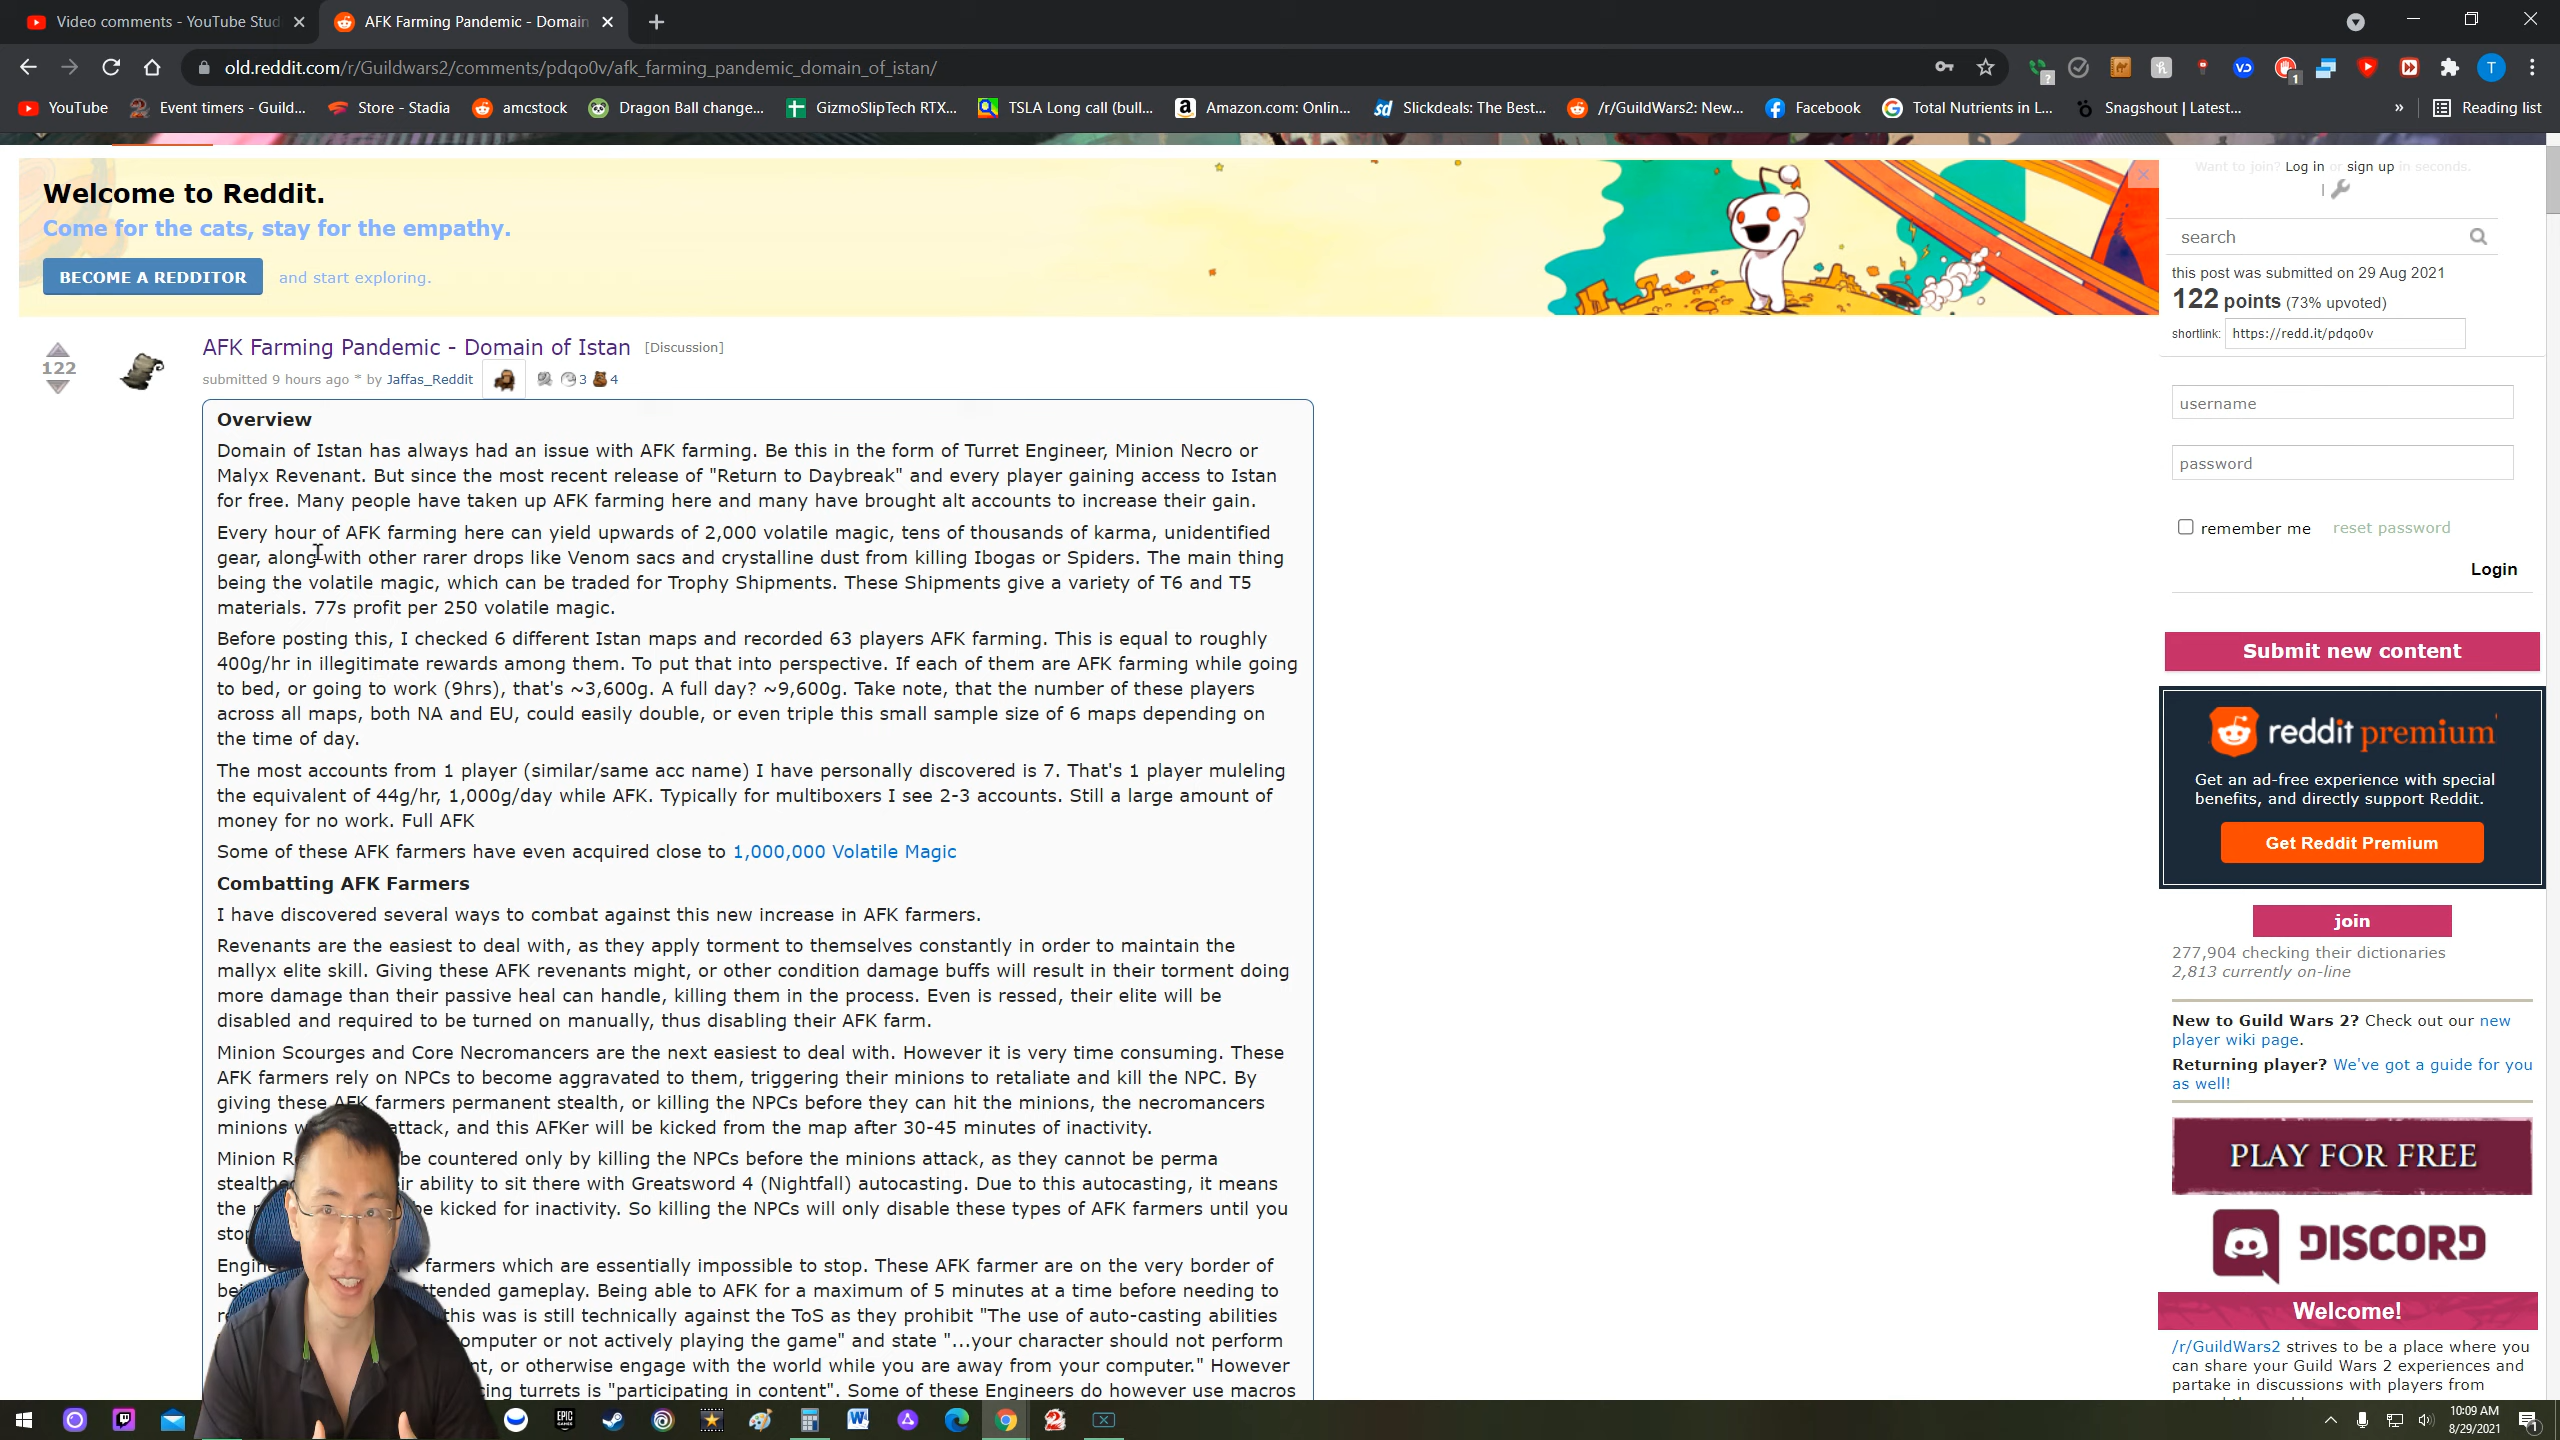 Video comments - YouTube Stud
AFK Farming Pandemic - Domain
old.reddit.com/r/Guildwars2/comments/pdqo0v/afk_farming_pandemic_domain_of_istan/
YouTube
Event timers - Guild...
Store - Stadia
amcstock
Dragon Ball change...
GizmoSlipTech RTX...
TSLA Long call (bull...
Amazon.com: Onlin...
Slickdeals: The Best...
/r/GuildWars2: New...
Facebook
Total Nutrients in L...
Snagshout | Latest...
»
Reading list
Welcome to Reddit.
Come for the cats, stay for the empathy.
BECOME A REDDITOR
and start exploring.
122
AFK Farming Pandemic - Domain of Istan [Discussion]
submitted 9 hours ago * by Jaffas_Reddit 3 4
Overview
Domain of Istan has always had an issue with AFK farming. Be this in the form of Turret Engineer, Minion Necro or
Malyx Revenant. But since the most recent release of "Return to Daybreak" and every player gaining access to Istan
for free. Many people have taken up AFK farming here and many have brought alt accounts to increase their gain.
Every hour of AFK farming here can yield upwards of 2,000 volatile magic, tens of thousands of karma, unidentified
gear, along with other rarer drops like Venom sacs and crystalline dust from killing Ibogas or Spiders. The main thing
being the volatile magic, which can be traded for Trophy Shipments. These Shipments give a variety of T6 and T5
materials. 77s profit per 250 volatile magic.
Before posting this, I checked 6 different Istan maps and recorded 63 players AFK farming. This is equal to roughly
400g/hr in illegitimate rewards among them. To put that into perspective. If each of them are AFK farming while going
to bed, or going to work (9hrs), that's ~3,600g. A full day? ~9,600g. Take note, that the number of these players
across all maps, both NA and EU, could easily double, or even triple this small sample size of 6 maps depending on
the time of day.
The most accounts from 1 player (similar/same acc name) I have personally discovered is 7. That's 1 player muleling
the equivalent of 44g/hr, 1,000g/day while AFK. Typically for multiboxers I see 2-3 accounts. Still a large amount of
money for no work. Full AFK
Some of these AFK farmers have even acquired close to 1,000,000 Volatile Magic
Combatting AFK Farmers
I have discovered several ways to combat against this new increase in AFK farmers.
Revenants are the easiest to deal with, as they apply torment to themselves constantly in order to maintain the
mallyx elite skill. Giving these AFK revenants might, or other condition damage buffs will result in their torment doing
more damage than their passive heal can handle, killing them in the process. Even is ressed, their elite will be
disabled and required to be turned on manually, thus disabling their AFK farm.
Minion Scourges and Core Necromancers are the next easiest to deal with. However it is very time consuming. These
AFK farmers rely on NPCs to become aggravated to them, triggering their minions to retaliate and kill the NPC. By
giving these AFK farmers permanent stealth, or killing the NPCs before they can hit the minions, the necromancers
minions attack, and this AFKer will be kicked from the map after 30-45 minutes of inactivity.
Minion be countered only by killing the NPCs before the minions attack, as they cannot be perma
ability to sit there with Greatsword 4 (Nightfall) autocasting. Due to this autocasting, it means
the be kicked for inactivity. So killing the NPCs will only disable these types of AFK farmers until you
farmers which are essentially impossible to stop. These AFK farmer are on the very border of
gameplay. Being able to AFK for a maximum of 5 minutes at a time before needing to
this was is still technically against the ToS as they prohibit "The use of auto-casting abilities
or not actively playing the game" and state "...your character should not perform
or otherwise engage with the world while you are away from your computer." However
turrets is "participating in content". Some of these Engineers do however use macros
Want to join? Log in or sign up in seconds.
|
search
this post was submitted on 29 Aug 2021
122 points (73% upvoted)
shortlink: https://redd.it/pdqo0v
username
password
remember me reset password
Login
Submit new content
reddit premium
Get an ad-free experience with special
benefits, and directly support Reddit.
Get Reddit Premium
join
277,904 checking their dictionaries
2,813 currently on-line
New to Guild Wars 2? Check out our new
player wiki page.
Returning player? We've got a guide for you
as well!
PLAY FOR FREE
DISCORD
Welcome!
/r/GuildWars2 strives to be a place where you
can share your Guild Wars 2 experiences and
partake in discussions with players from
10:09 AM
8/29/2021